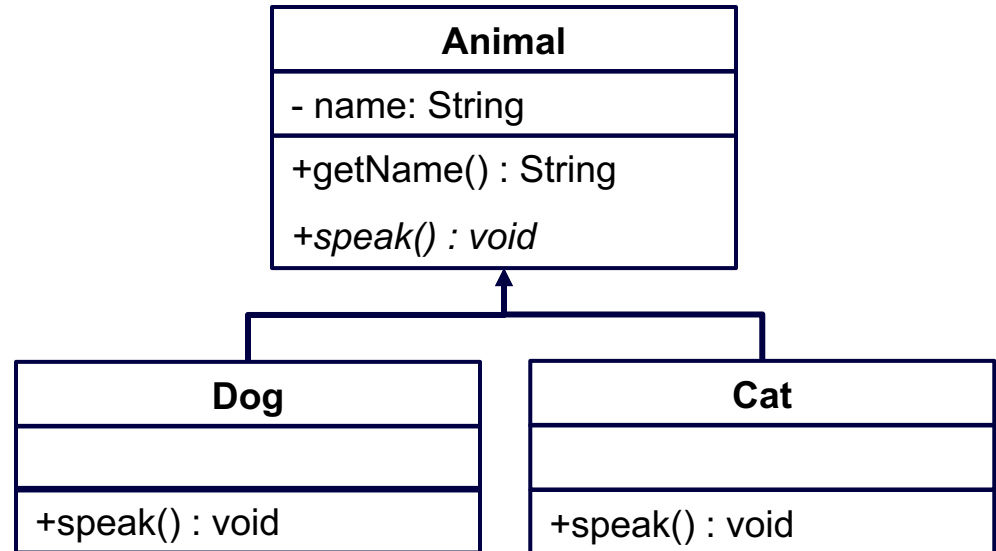 Animal
- name: String
+getName() : String
+speak() : void
Dog
+speak() : void
Cat
+speak() : void